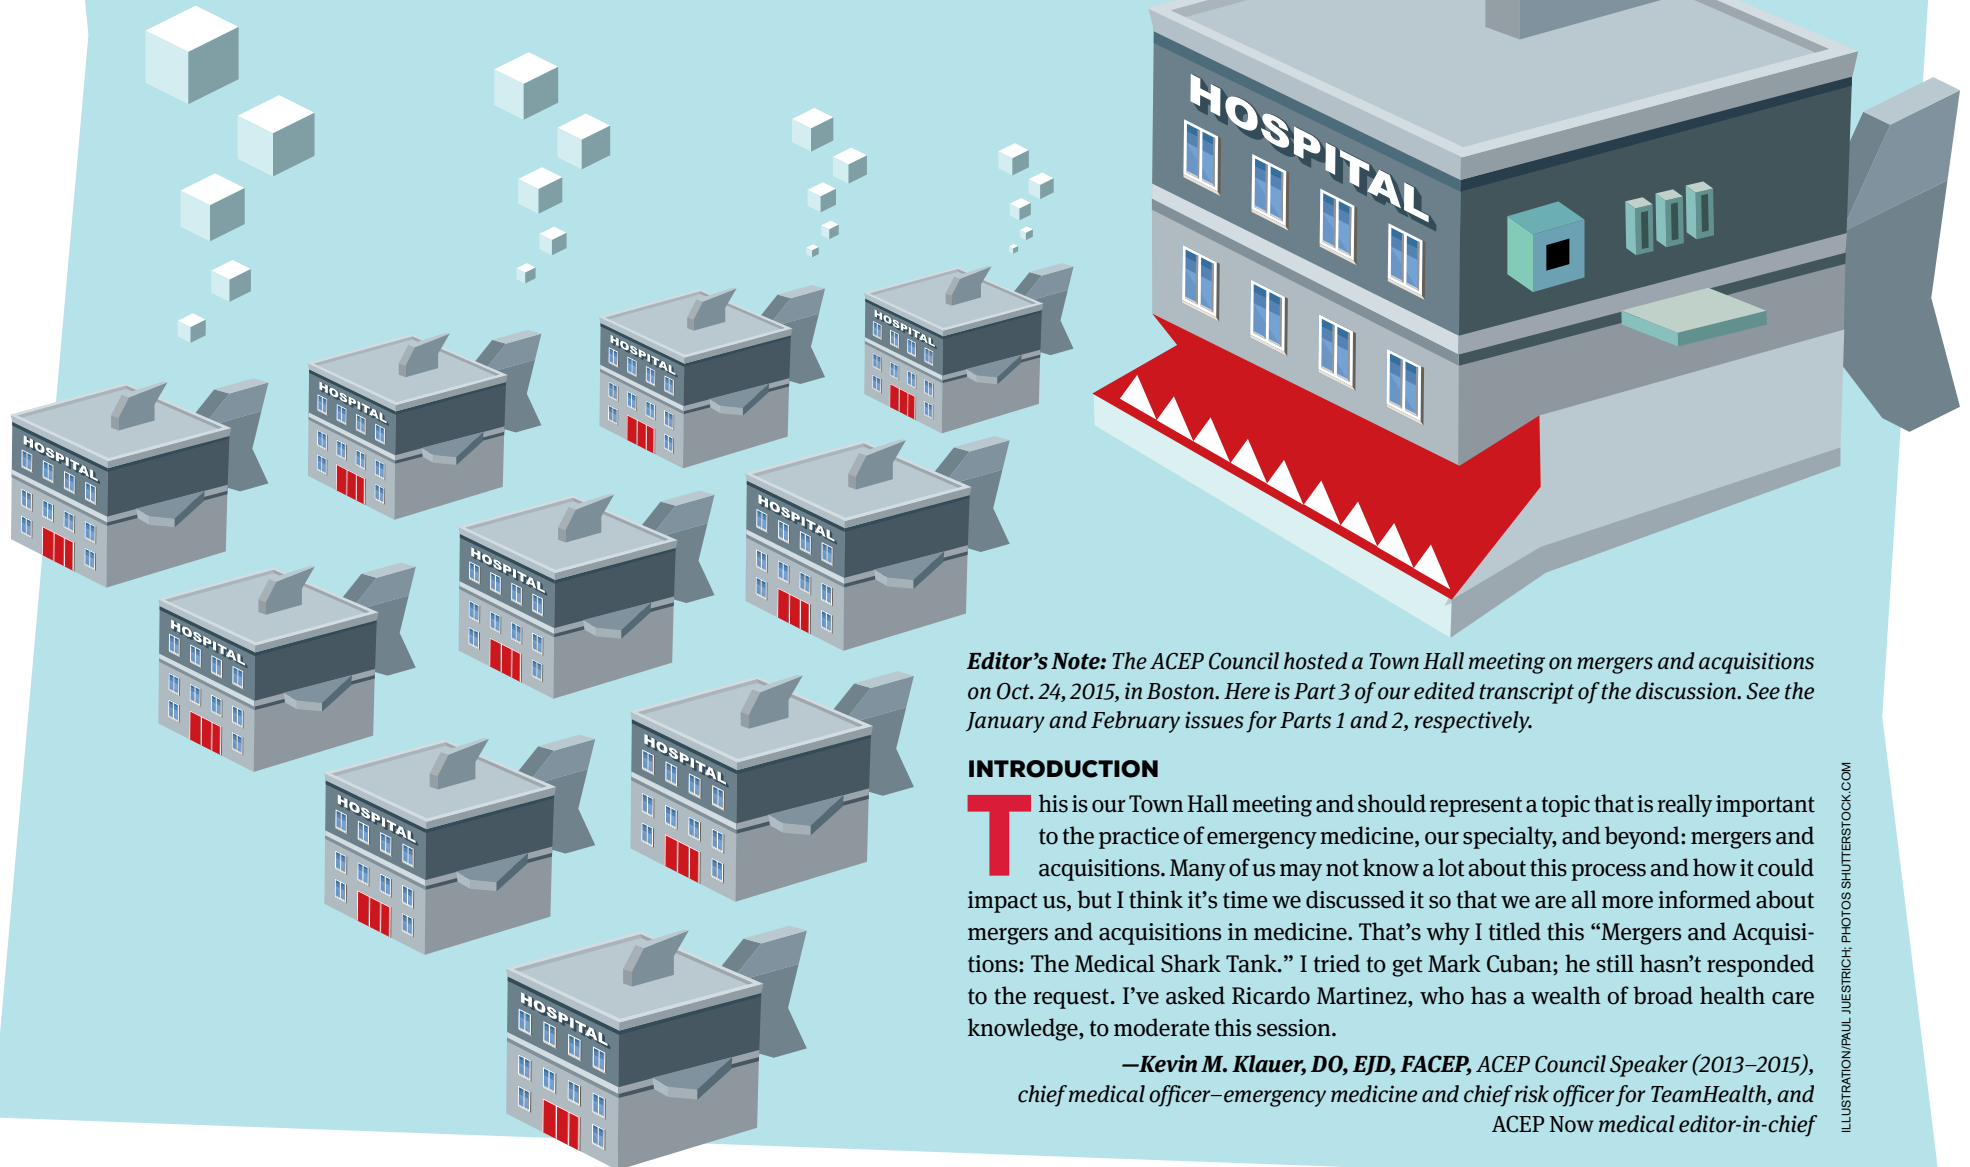 HOSPITAL
HOSPITAL
HOSPITAL
HOSPITAL
HOSPITAL
HOSPITAL
HOSPITAL
HOSPITAL
HOSPITAL
HOSPITAL
HOSPITAL
Editor’s Note: The ACEP Council hosted a Town Hall meeting on mergers and acquisitions
on Oct. 24, 2015, in Boston. Here is Part 3 of our edited transcript of the discussion. See the
January and February issues for Parts 1 and 2, respectively.
INTRODUCTION
This is our Town Hall meeting and should represent a topic that is really important
to the practice of emergency medicine, our specialty, and beyond: mergers and
acquisitions. Many of us may not know a lot about this process and how it could
impact us, but I think it’s time we discussed it so that we are all more informed about
mergers and acquisitions in medicine. That’s why I titled this “Mergers and Acquisi-
tions: The Medical Shark Tank.” I tried to get Mark Cuban; he still hasn’t responded
to the request. I’ve asked Ricardo Martinez, who has a wealth of broad health care
knowledge, to moderate this session.
—Kevin M. Klauer, DO, EJD, FACEP, ACEP Council Speaker (2013–2015),
chief medical officer–emergency medicine and chief risk officer for TeamHealth, and
ACEP Now medical editor-in-chief
ILLUSTRATION/PAUL JUESTRICH; PHOTOS SHUTTERSTOCK.COM